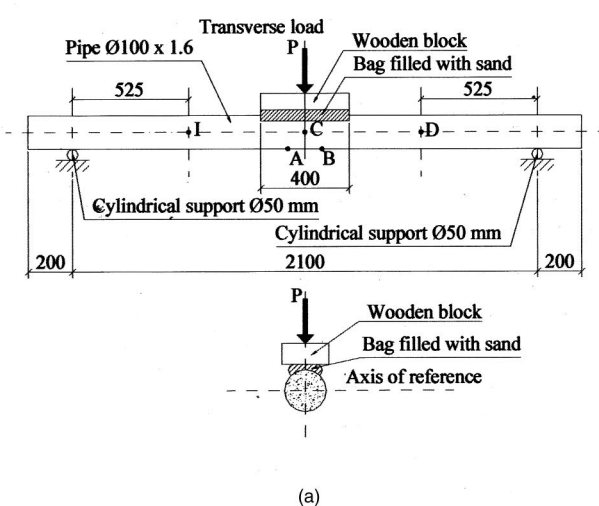 Transverse load
P
Wooden block
Pipe Ø100 x 1.6
Bag filled with sand
525
525
I
C
D
A
B
400
Cylindrical support Ø50 mm
Cylindrical support Ø50 mm
200
2100
200
P
Wooden block
Bag filled with sand
Axis of reference
(a)